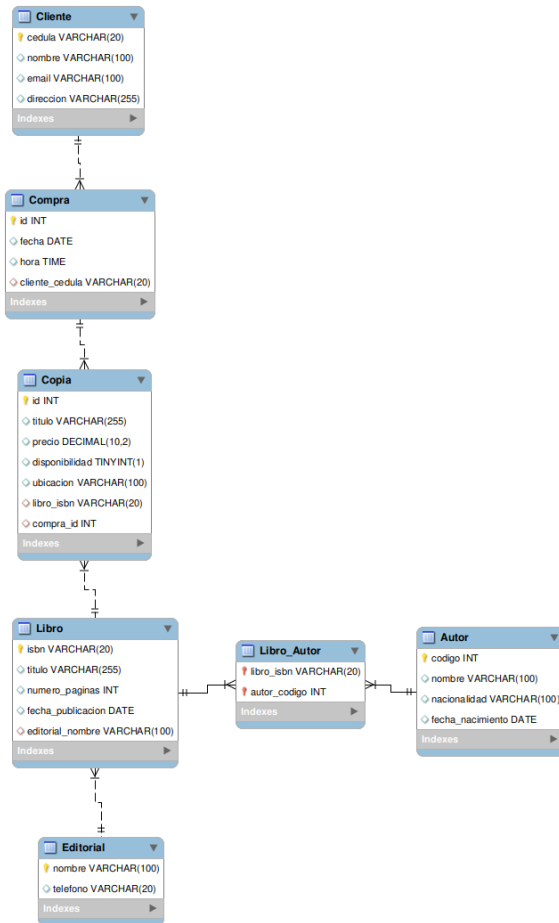 Cliente
cedula VARCHAR(20)
nombre VARCHAR(100)
email VARCHAR(100)
direccion VARCHAR(255)
Indexes
Compra
id INT
fecha DATE
hora TIME
cliente_cedula VARCHAR(20)
Indexes
Copia
id INT
titulo VARCHAR(255)
precio DECIMAL(10,2)
disponibilidad TINYINT(1)
ubicacion VARCHAR(100)
libro_isbn VARCHAR(20)
compra_id INT
Indexes
Libro
isbn VARCHAR(20)
titulo VARCHAR(255)
numero_paginas INT
fecha_publicacion DATE
editorial_nombre VARCHAR(100)
Indexes
Libro_Autor
libro_isbn VARCHAR(20)
autor_codigo INT
Indexes
Autor
codigo INT
nombre VARCHAR(100)
nacionalidad VARCHAR(100)
fecha_nacimiento DATE
Indexes
Editorial
nombre VARCHAR(100)
telefono VARCHAR(20)
Indexes